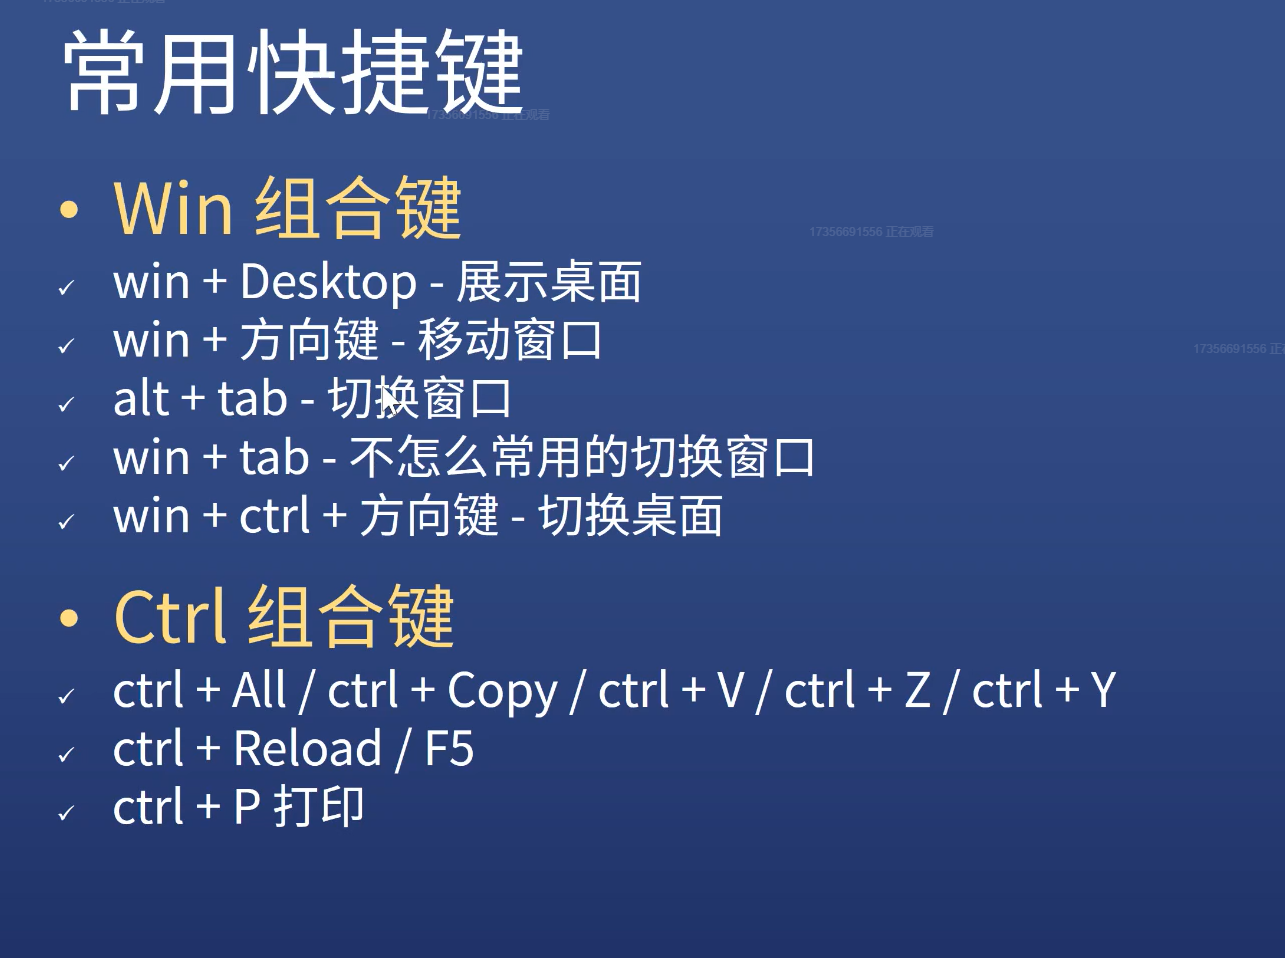 常用快捷键
17356691556 正在观看
• Win 组合键
17356691556 正在观看
✓ win + Desktop - 展示桌面
✓ win + 方向键 - 移动窗口
17356691556 正在
✓ alt + tab - 切换窗口
✓ win + tab - 不怎么常用的切换窗口
✓ win + ctrl + 方向键 - 切换桌面
• Ctrl 组合键
✓ ctrl + All / ctrl + Copy / ctrl + V / ctrl + Z / ctrl + Y
✓ ctrl + Reload / F5
✓ ctrl + P 打印